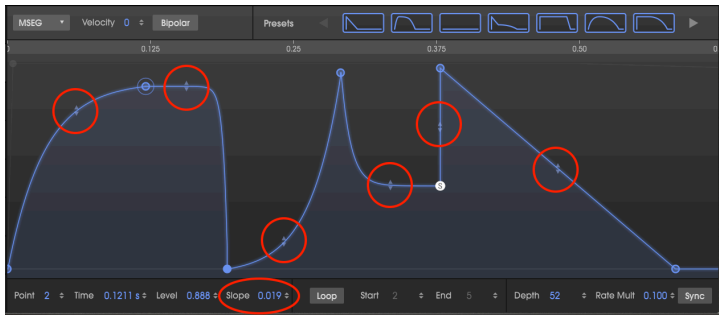 MSEG Velocity 0 Bipolar Presets
0 0.125 0.25 0.375 0.50 0
S
Point 2 Time 0.1211 s Level 0.888 Slope 0.019 Loop Start 2 End 5 Depth 52 Rate Mult 0.100 Sync